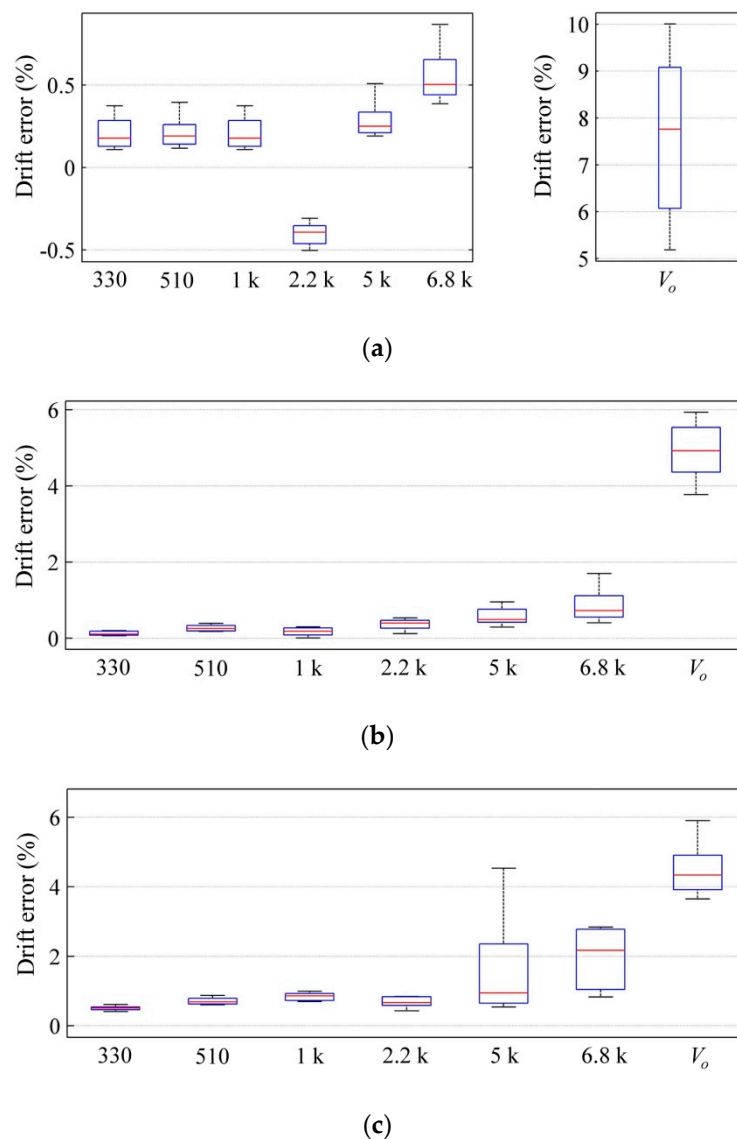 Drift error (%)
0.5
0
-0.5
330 510 1 k 2.2 k 5 k 6.8 k
Drift error (%)
10
9
8
7
6
5
Vo
(a)
Drift error (%)
6
4
2
0
330 510 1 k 2.2 k 5 k 6.8 k Vo
(b)
Drift error (%)
6
4
2
0
330 510 1 k 2.2 k 5 k 6.8 k Vo
(c)